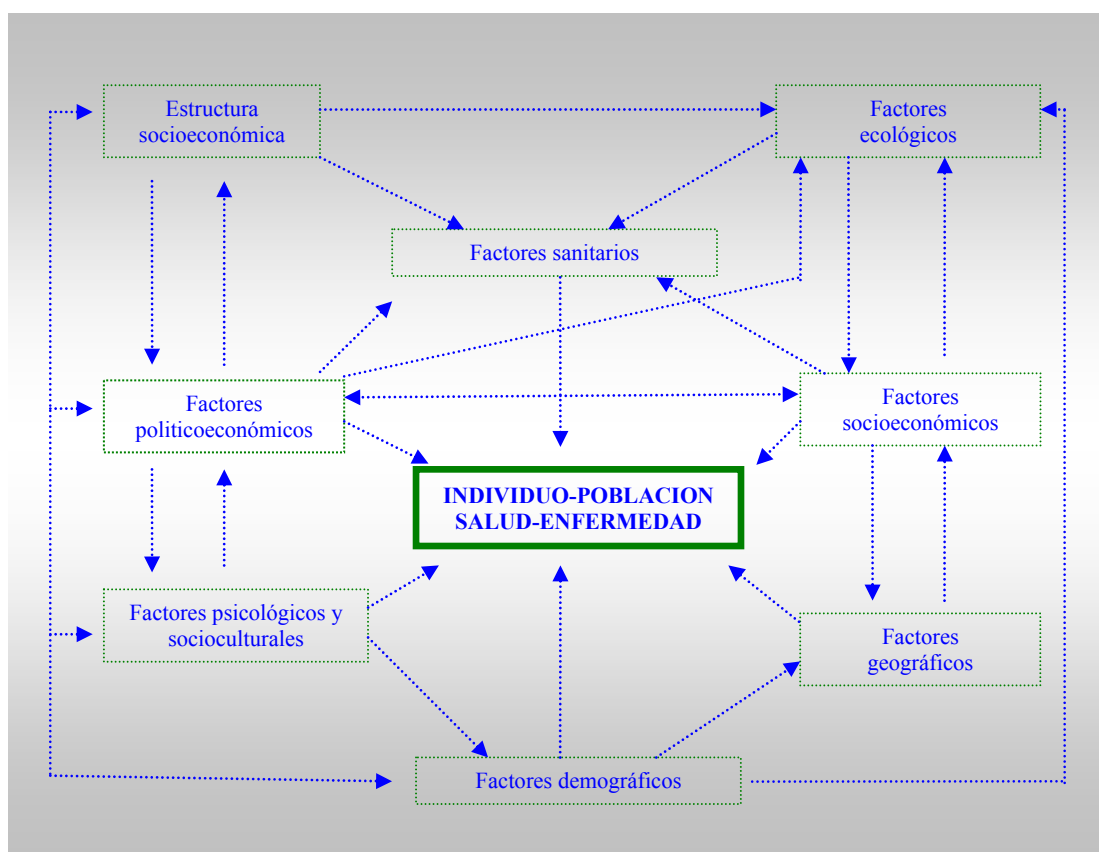 Estructura
socioeconómica
Factores
ecológicos
Factores sanitarios
Factores
politicoeconómicos
Factores
socioeconómicos
INDIVIDUO-POBLACION
SALUD-ENFERMEDAD
Factores psicológicos y
socioculturales
Factores
geográficos
Factores demográficos